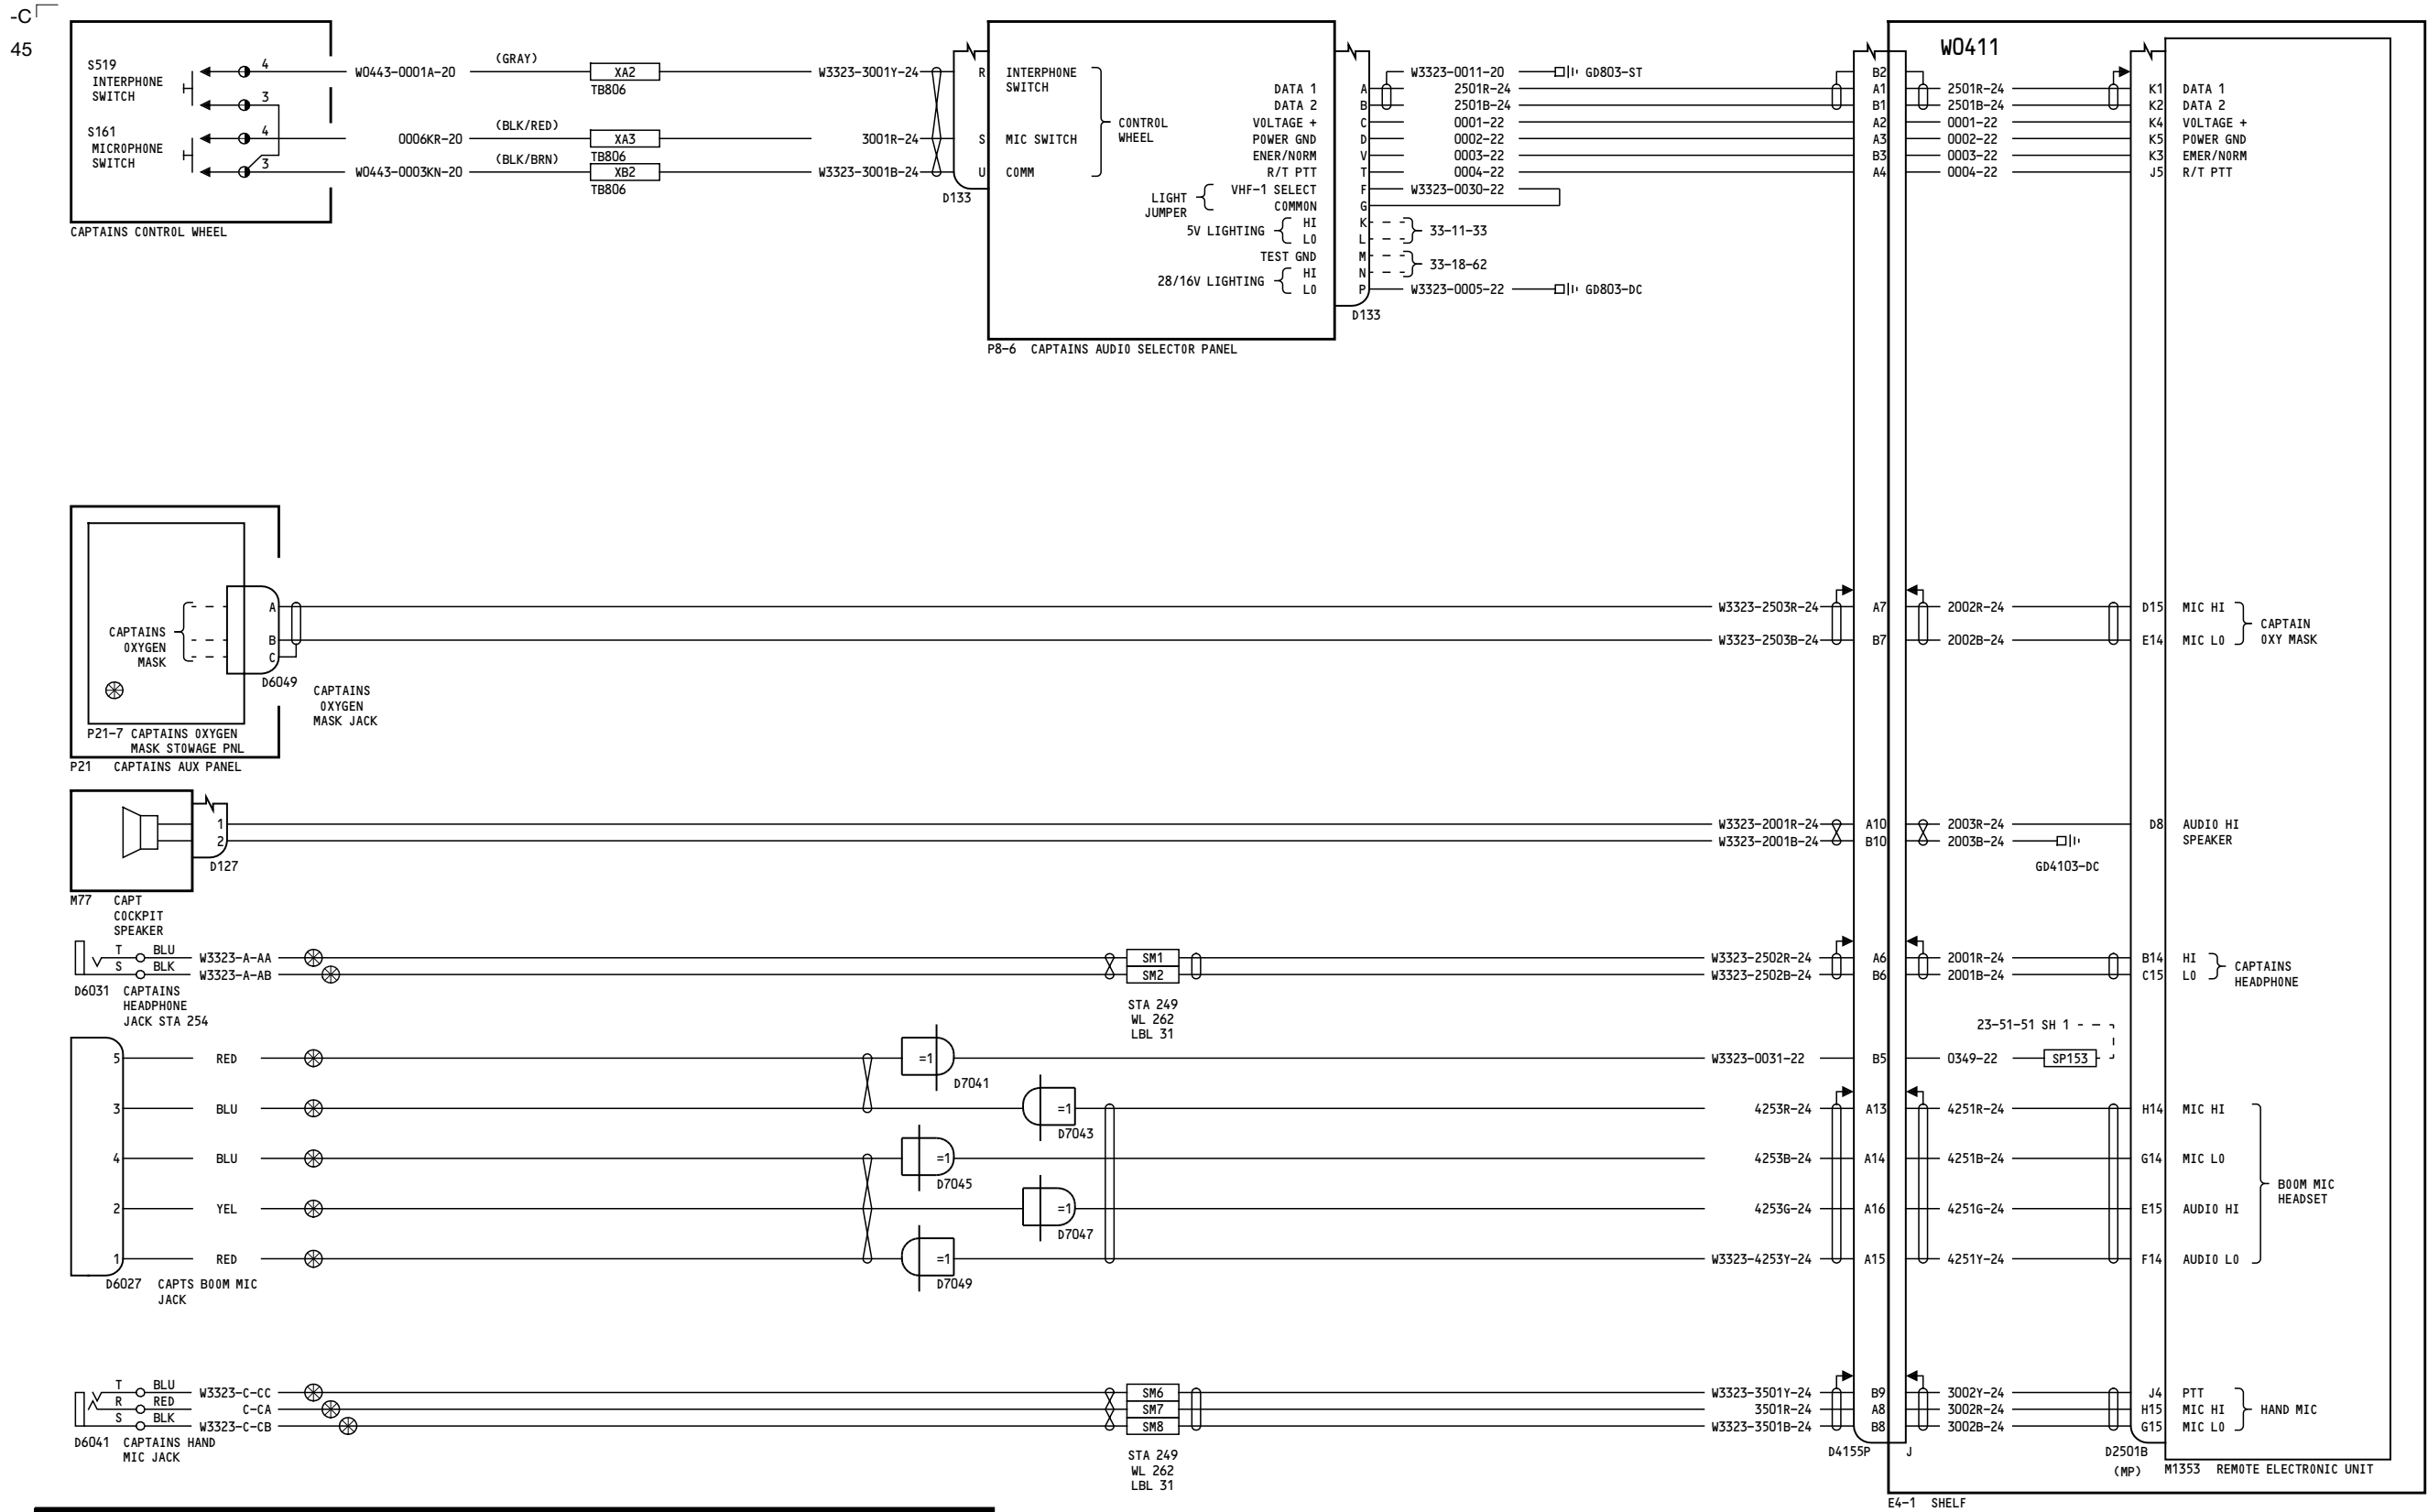 -C
45
S519
INTERPHONE
SWITCH
4
3
S161
MICROPHONE
SWITCH
4
3
CAPTAINS CONTROL WHEEL
W0443-0001A-20
(GRAY)
XA2
TB806
W3323-3001Y-24
0006KR-20
(BLK/RED)
XA3
TB806
3001R-24
W0443-0003KN-20
(BLK/BRN)
XB2
TB806
W3323-3001B-24
D133
R INTERPHONE
SWITCH
S MIC SWITCH
U COMM
CONTROL
WHEEL
DATA 1 A
DATA 2 B
VOLTAGE + C
POWER GND D
ENER/NORM V
R/T PTT T
LIGHT
JUMPER
VHF-1 SELECT F
COMMON G
5V LIGHTING
HI K
LO L
TEST GND M
28/16V LIGHTING
HI N
LO P
D133
P8-6 CAPTAINS AUDIO SELECTOR PANEL
W3323-0011-20 GD803-ST
2501R-24
2501B-24
0001-22
0002-22
0003-22
0004-22
W3323-0030-22
33-11-33
33-18-62
W3323-0005-22 GD803-DC
W0411
B2
A1 2501R-24 K1 DATA 1
B1 2501B-24 K2 DATA 2
A2 0001-22 K4 VOLTAGE +
A3 0002-22 K5 POWER GND
B3 0003-22 K3 EMER/NORM
A4 0004-22 J5 R/T PTT
CAPTAINS
OXYGEN
MASK
A
B
C
D6049
CAPTAINS
OXYGEN
MASK JACK
P21-7 CAPTAINS OXYGEN
MASK STOWAGE PNL
P21 CAPTAINS AUX PANEL
W3323-2503R-24 A7 2002R-24 D15 MIC HI
W3323-2503B-24 B7 2002B-24 E14 MIC LO
CAPTAIN
OXY MASK
1
2
D127
M77 CAPT
COCKPIT
SPEAKER
W3323-2001R-24 A10 2003R-24 D8 AUDIO HI
SPEAKER
W3323-2001B-24 B10 2003B-24
GD4103-DC
T BLU W3323-A-AA
S BLK W3323-A-AB
D6031 CAPTAINS
HEADPHONE
JACK STA 254
SM1
SM2
STA 249
WL 262
LBL 31
W3323-2502R-24 A6 2001R-24 B14 HI
W3323-2502B-24 B6 2001B-24 C15 LO
CAPTAINS
HEADPHONE
23-51-51 SH 1
5 RED =1 D7041 W3323-0031-22 B5 0349-22 SP153
3 BLU =1 D7043 4253R-24 A13 4251R-24 H14 MIC HI
4 BLU =1 D7045 4253B-24 A14 4251B-24 G14 MIC LO
2 YEL =1 D7047 4253G-24 A16 4251G-24 E15 AUDIO HI
1 RED =1 D7049 W3323-4253Y-24 A15 4251Y-24 F14 AUDIO LO
BOOM MIC
HEADSET
D6027 CAPTS BOOM MIC
JACK
T BLU W3323-C-CC
R RED C-CA
S BLK W3323-C-CB
D6041 CAPTAINS HAND
MIC JACK
SM6
SM7
SM8
STA 249
WL 262
LBL 31
W3323-3501Y-24 B9 3002Y-24 J4 PTT
3501R-24 A8 3002R-24 H15 MIC HI
W3323-3501B-24 B8 3002B-24 G15 MIC LO
HAND MIC
D4155P J
D2501B
(MP)
M1353 REMOTE ELECTRONIC UNIT
E4-1 SHELF